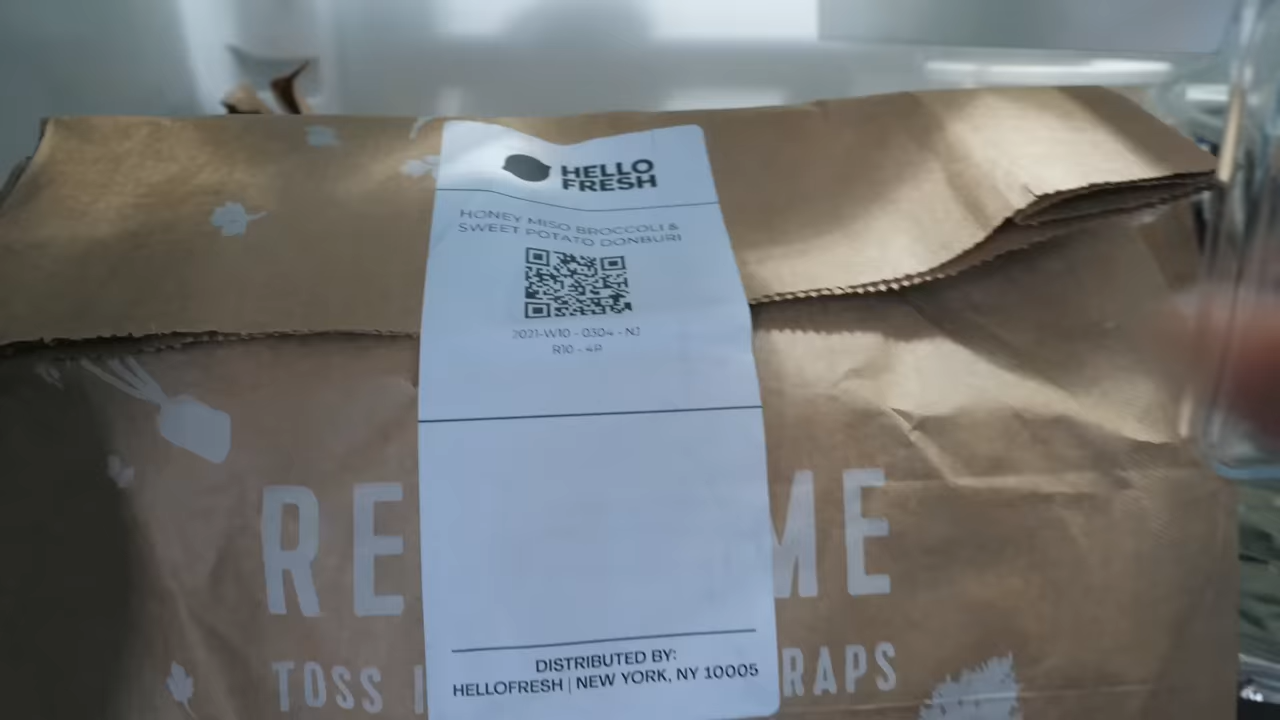 HELLO
FRESH
HONEY MISO BROCCOLI &
SWEET POTATO DONBURI
2021-W10 - 0304 - NJ
R10 - 4P
RE ME
TOSS RAPS
DISTRIBUTED BY:
HELLOFRESH | NEW YORK, NY 10005